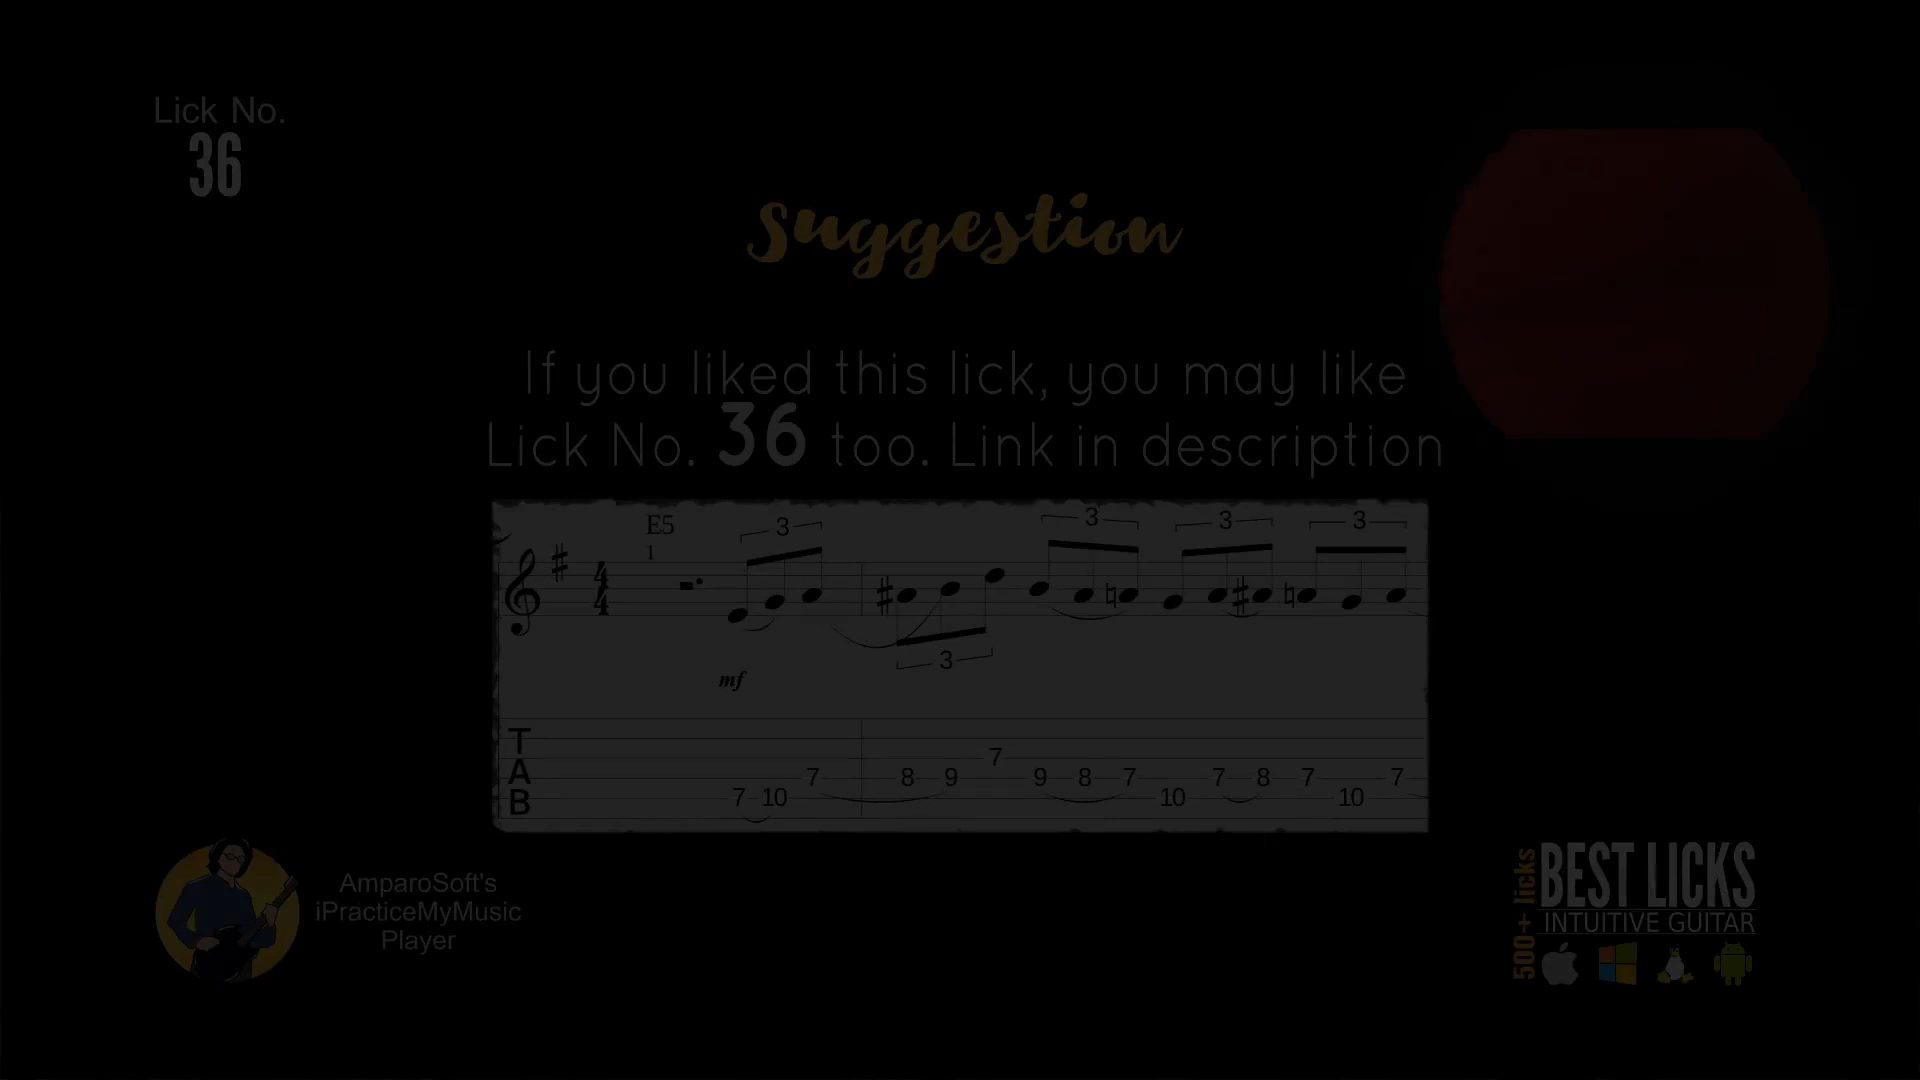 Lick No.
36
Suggestion
If you liked this lick, you may like
Lick No. 36 too. Link in description
E5
3
3
3
3
1
4
4
3
mf
T
A
B
7
7 8 9 9 8 7 7 8 7 7
7 10 10 10
AmparoSoft's
iPracticeMyMusic
Player
500+ licks
BEST LICKS
INTUITIVE GUITAR